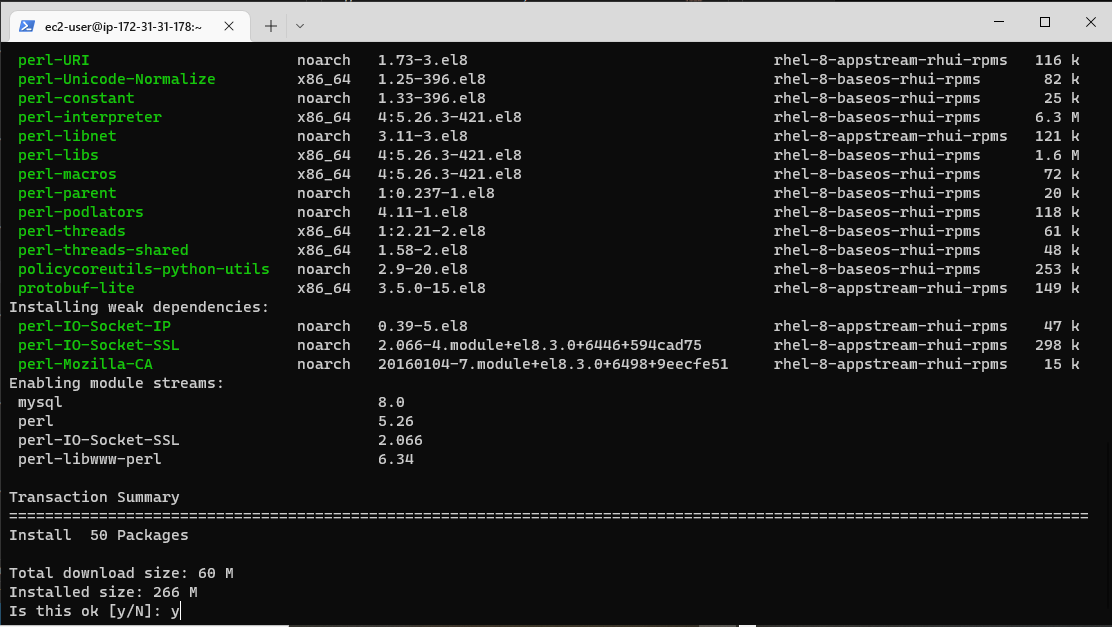 ec2-user@ip-172-31-31-178:~
perl-URI noarch 1.73-3.el8 rhel-8-appstream-rhui-rpms 116 k
perl-Unicode-Normalize x86_64 1.25-396.el8 rhel-8-baseos-rhui-rpms 82 k
perl-constant noarch 1.33-396.el8 rhel-8-baseos-rhui-rpms 25 k
perl-interpreter x86_64 4:5.26.3-421.el8 rhel-8-baseos-rhui-rpms 6.3 M
perl-libnet noarch 3.11-3.el8 rhel-8-appstream-rhui-rpms 121 k
perl-libs x86_64 4:5.26.3-421.el8 rhel-8-baseos-rhui-rpms 1.6 M
perl-macros x86_64 4:5.26.3-421.el8 rhel-8-baseos-rhui-rpms 72 k
perl-parent noarch 1:0.237-1.el8 rhel-8-baseos-rhui-rpms 20 k
perl-podlators noarch 4.11-1.el8 rhel-8-baseos-rhui-rpms 118 k
perl-threads x86_64 1:2.21-2.el8 rhel-8-baseos-rhui-rpms 61 k
perl-threads-shared x86_64 1.58-2.el8 rhel-8-baseos-rhui-rpms 48 k
policycoreutils-python-utils noarch 2.9-20.el8 rhel-8-baseos-rhui-rpms 253 k
protobuf-lite x86_64 3.5.0-15.el8 rhel-8-appstream-rhui-rpms 149 k
Installing weak dependencies:
perl-IO-Socket-IP noarch 0.39-5.el8 rhel-8-appstream-rhui-rpms 47 k
perl-IO-Socket-SSL noarch 2.066-4.module+el8.3.0+6446+594cad75 rhel-8-appstream-rhui-rpms 298 k
perl-Mozilla-CA noarch 20160104-7.module+el8.3.0+6498+9eecfe51 rhel-8-appstream-rhui-rpms 15 k
Enabling module streams:
mysql 8.0
perl 5.26
perl-IO-Socket-SSL 2.066
perl-libwww-perl 6.34
Transaction Summary
========================================================================================================================
Install 50 Packages
Total download size: 60 M
Installed size: 266 M
Is this ok [y/N]: y